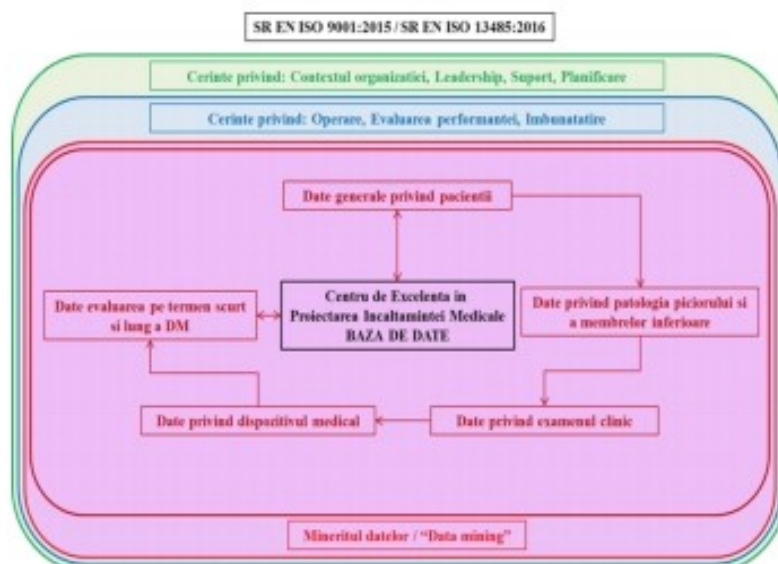 SR EN ISO 9001:2015 / SR EN ISO 13485:2016
Cerinte privind: Contextul organizatiei, Leadership, Suport, Planificare
Cerinte privind: Operare, Evaluarea performantei, Imbunatatire
Date generale privind pacientii
Date evaluarea pe termen scurt
si lung a DM
Centru de Excelenta in
Proiectarea Incaltamintei Medicale
BAZA DE DATE
Date privind patologia piciorului si
a membrelor inferioare
Date privind dispozitivul medical
Date privind examenul clinic
Mineritul datelor / "Data mining"